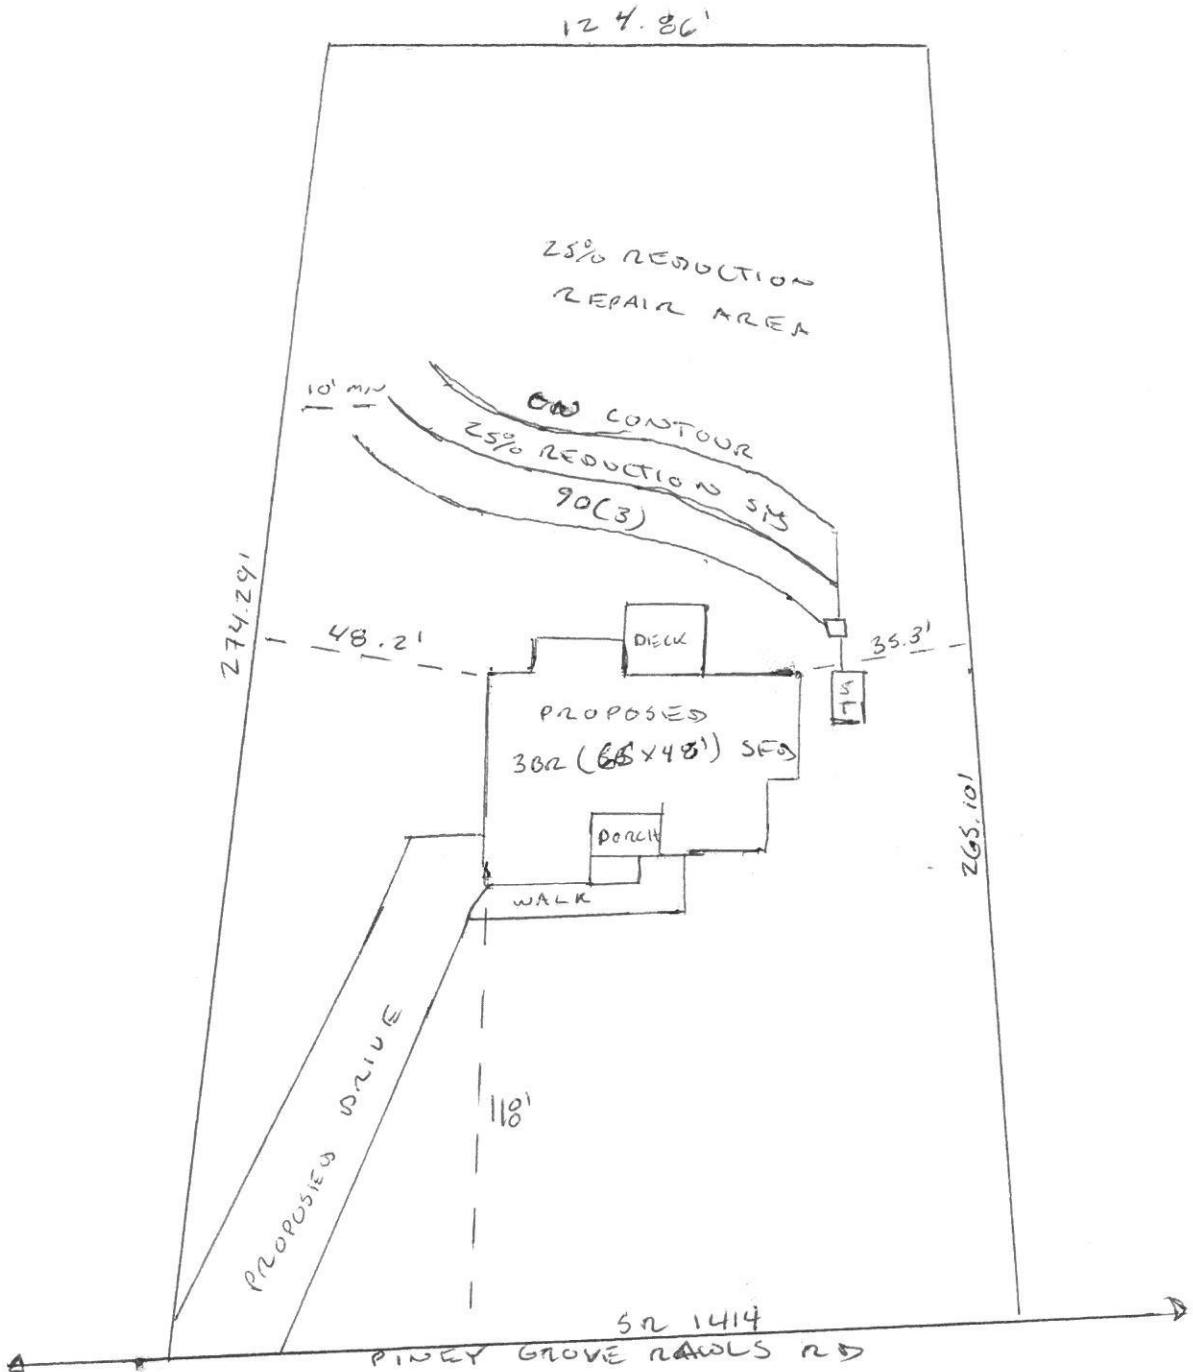 124.86'
25% REDUCTION
REPAIR AREA
10' MIN
ON CONTOUR
25% REDUCTION SYS
90(3)
274.29'
48.2'
DECK
35.3'
ST
PROPOSED
3BR (66x48') SFD
265.10'
PORCH
WALK
PROPOSED DRIVE
118'
SR 1414
PINEY GROVE RAWLS RD